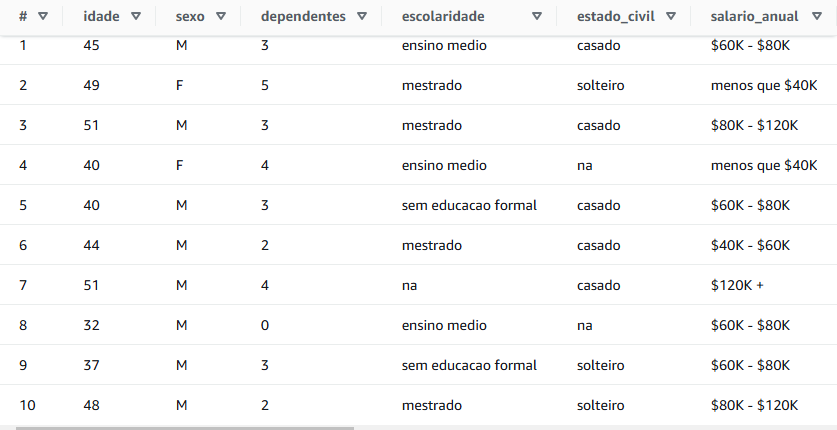 # idade sexo dependentes escolaridade estado_civil salario_anual
1 45 M 3 ensino medio casado $60K - $80K
2 49 F 5 mestrado solteiro menos que $40K
3 51 M 3 mestrado casado $80K - $120K
4 40 F 4 ensino medio na menos que $40K
5 40 M 3 sem educacao formal casado $60K - $80K
6 44 M 2 mestrado casado $40K - $60K
7 51 M 4 na casado $120K +
8 32 M 0 ensino medio na $60K - $80K
9 37 M 3 sem educacao formal solteiro $60K - $80K
10 48 M 2 mestrado solteiro $80K - $120K